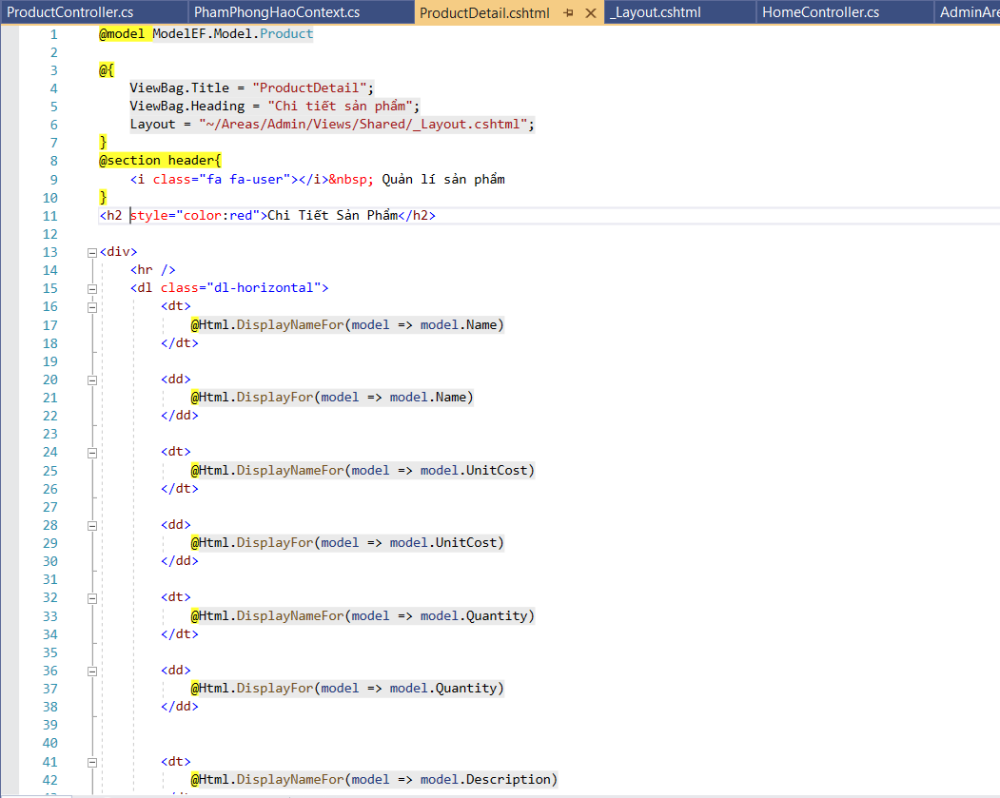 ProductController.cs PhamPhongHaoContext.cs ProductDetail.cshtml _Layout.cshtml HomeController.cs AdminAre
1 @model ModelEF.Model.Product
2
3 @{
4 ViewBag.Title = "ProductDetail";
5 ViewBag.Heading = "Chi tiết sản phẩm";
6 Layout = "~/Areas/Admin/Views/Shared/_Layout.cshtml";
7 }
8 @section header{
9 <i class="fa fa-user"></i>&nbsp; Quản lí sản phẩm
10 }
11 <h2 style="color:red">Chi Tiết Sản Phẩm</h2>
12
13 <div>
14 <hr />
15 <dl class="dl-horizontal">
16 <dt>
17 @Html.DisplayNameFor(model => model.Name)
18 </dt>
19
20 <dd>
21 @Html.DisplayFor(model => model.Name)
22 </dd>
23
24 <dt>
25 @Html.DisplayNameFor(model => model.UnitCost)
26 </dt>
27
28 <dd>
29 @Html.DisplayFor(model => model.UnitCost)
30 </dd>
31
32 <dt>
33 @Html.DisplayNameFor(model => model.Quantity)
34 </dt>
35
36 <dd>
37 @Html.DisplayFor(model => model.Quantity)
38 </dd>
39
40
41 <dt>
42 @Html.DisplayNameFor(model => model.Description)